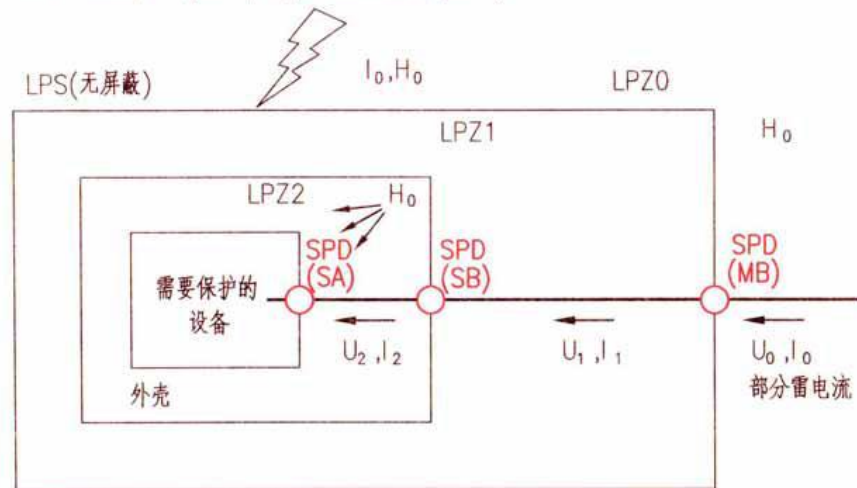 I₀,H₀
LPZ0
LPS(无屏蔽)
LPZ1
H₀
LPZ2
H₀
SPD
(SA)
SPD
(SB)
SPD
(MB)
需要保护的
设备
U₂,I₂
U₁,I₁
U₀,I₀
部分雷电流
外壳